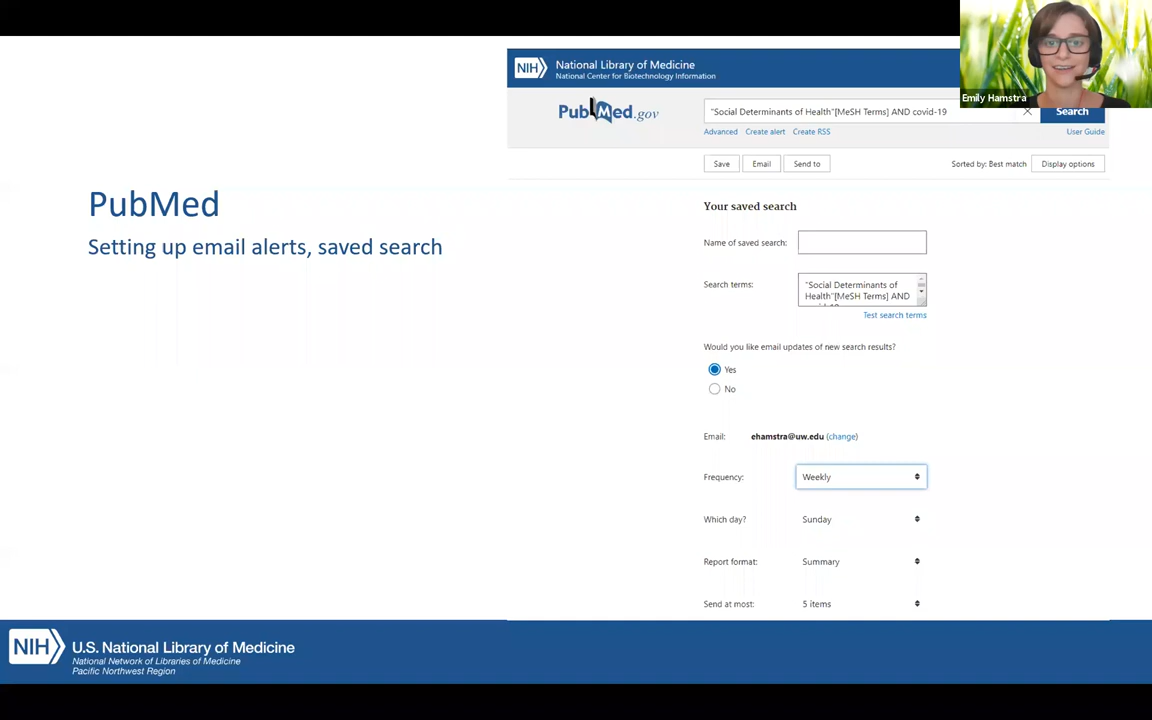 NIH National Library of Medicine
National Center for Biotechnology Information
Emily Hamstra
PubMed.gov
"Social Determinants of Health"[MeSH Terms] AND covid-19
Search
Advanced Create alert Create RSS
User Guide
Save Email Send to
Sorted by: Best match Display options
PubMed
Setting up email alerts, saved search
Your saved search
Name of saved search:
Search terms:
"Social Determinants of
Health"[MeSH Terms] AND
Test search terms
Would you like email updates of new search results?
Yes
No
Email: ehamstra@uw.edu (change)
Frequency: Weekly
Which day? Sunday
Report format: Summary
Send at most: 5 items
NIH U.S. National Library of Medicine
National Network of Libraries of Medicine
Pacific Northwest Region